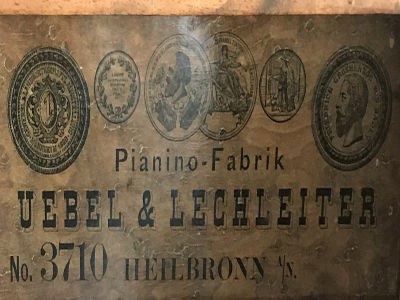 Pianino-Fabrik
UEBEL & LECHLEITER
No. 3710 HEILBRONN A/N.